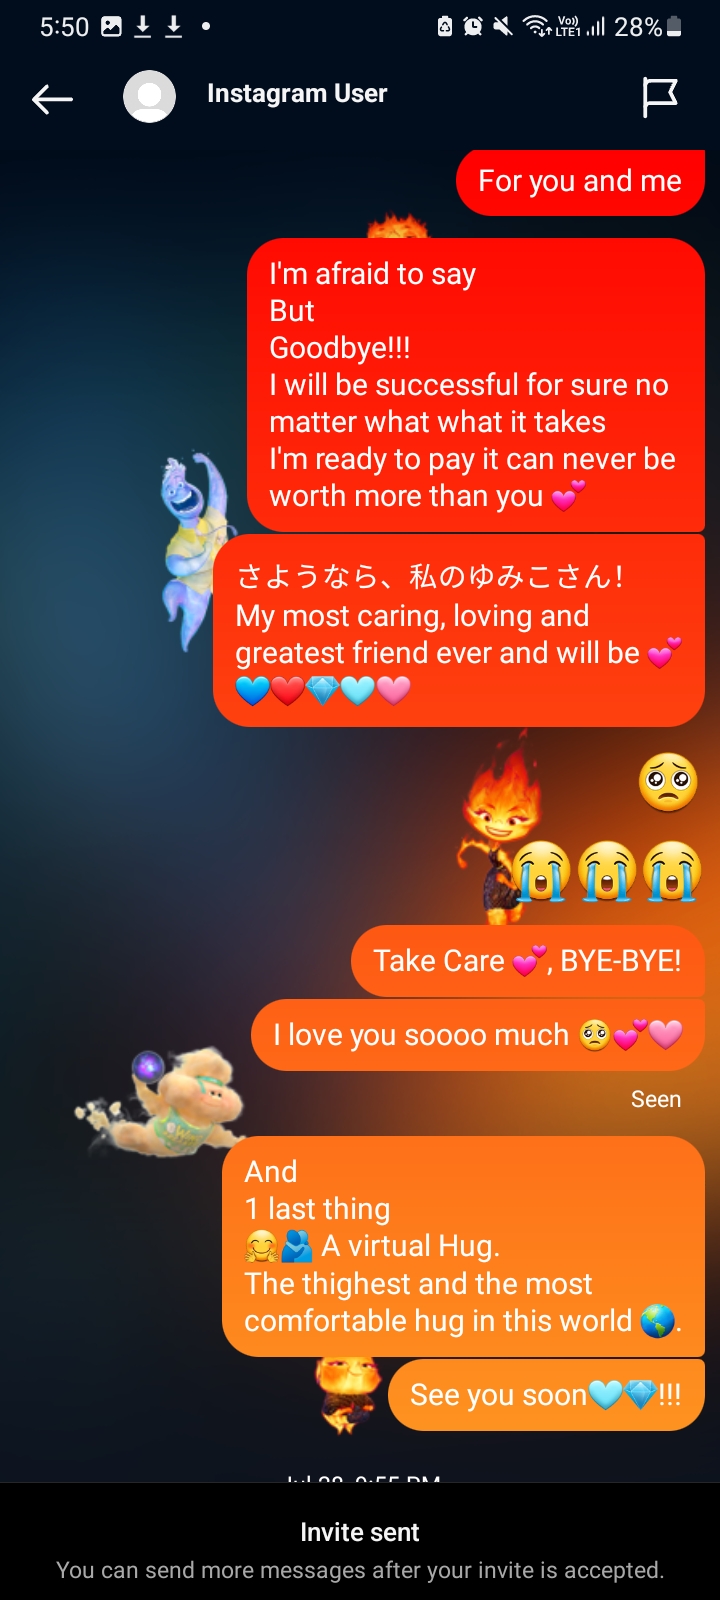 5:50
Vo)) LTE1 28%
Instagram User
For you and me
I'm afraid to say
But
Goodbye!!!
I will be successful for sure no
matter what what it takes
I'm ready to pay it can never be
worth more than you 💕
さようなら、私のゆみこさん！
My most caring, loving and
greatest friend ever and will be 💕
💙❤️💎🩵🩷
🥺
😭😭😭
Take Care 💕, BYE-BYE!
I love you soooo much 🥺💕🩷
Seen
And
1 last thing
🤗🫂 A virtual Hug.
The thighest and the most
comfortable hug in this world 🌎.
See you soon🩵💎!!!
Invite sent
You can send more messages after your invite is accepted.